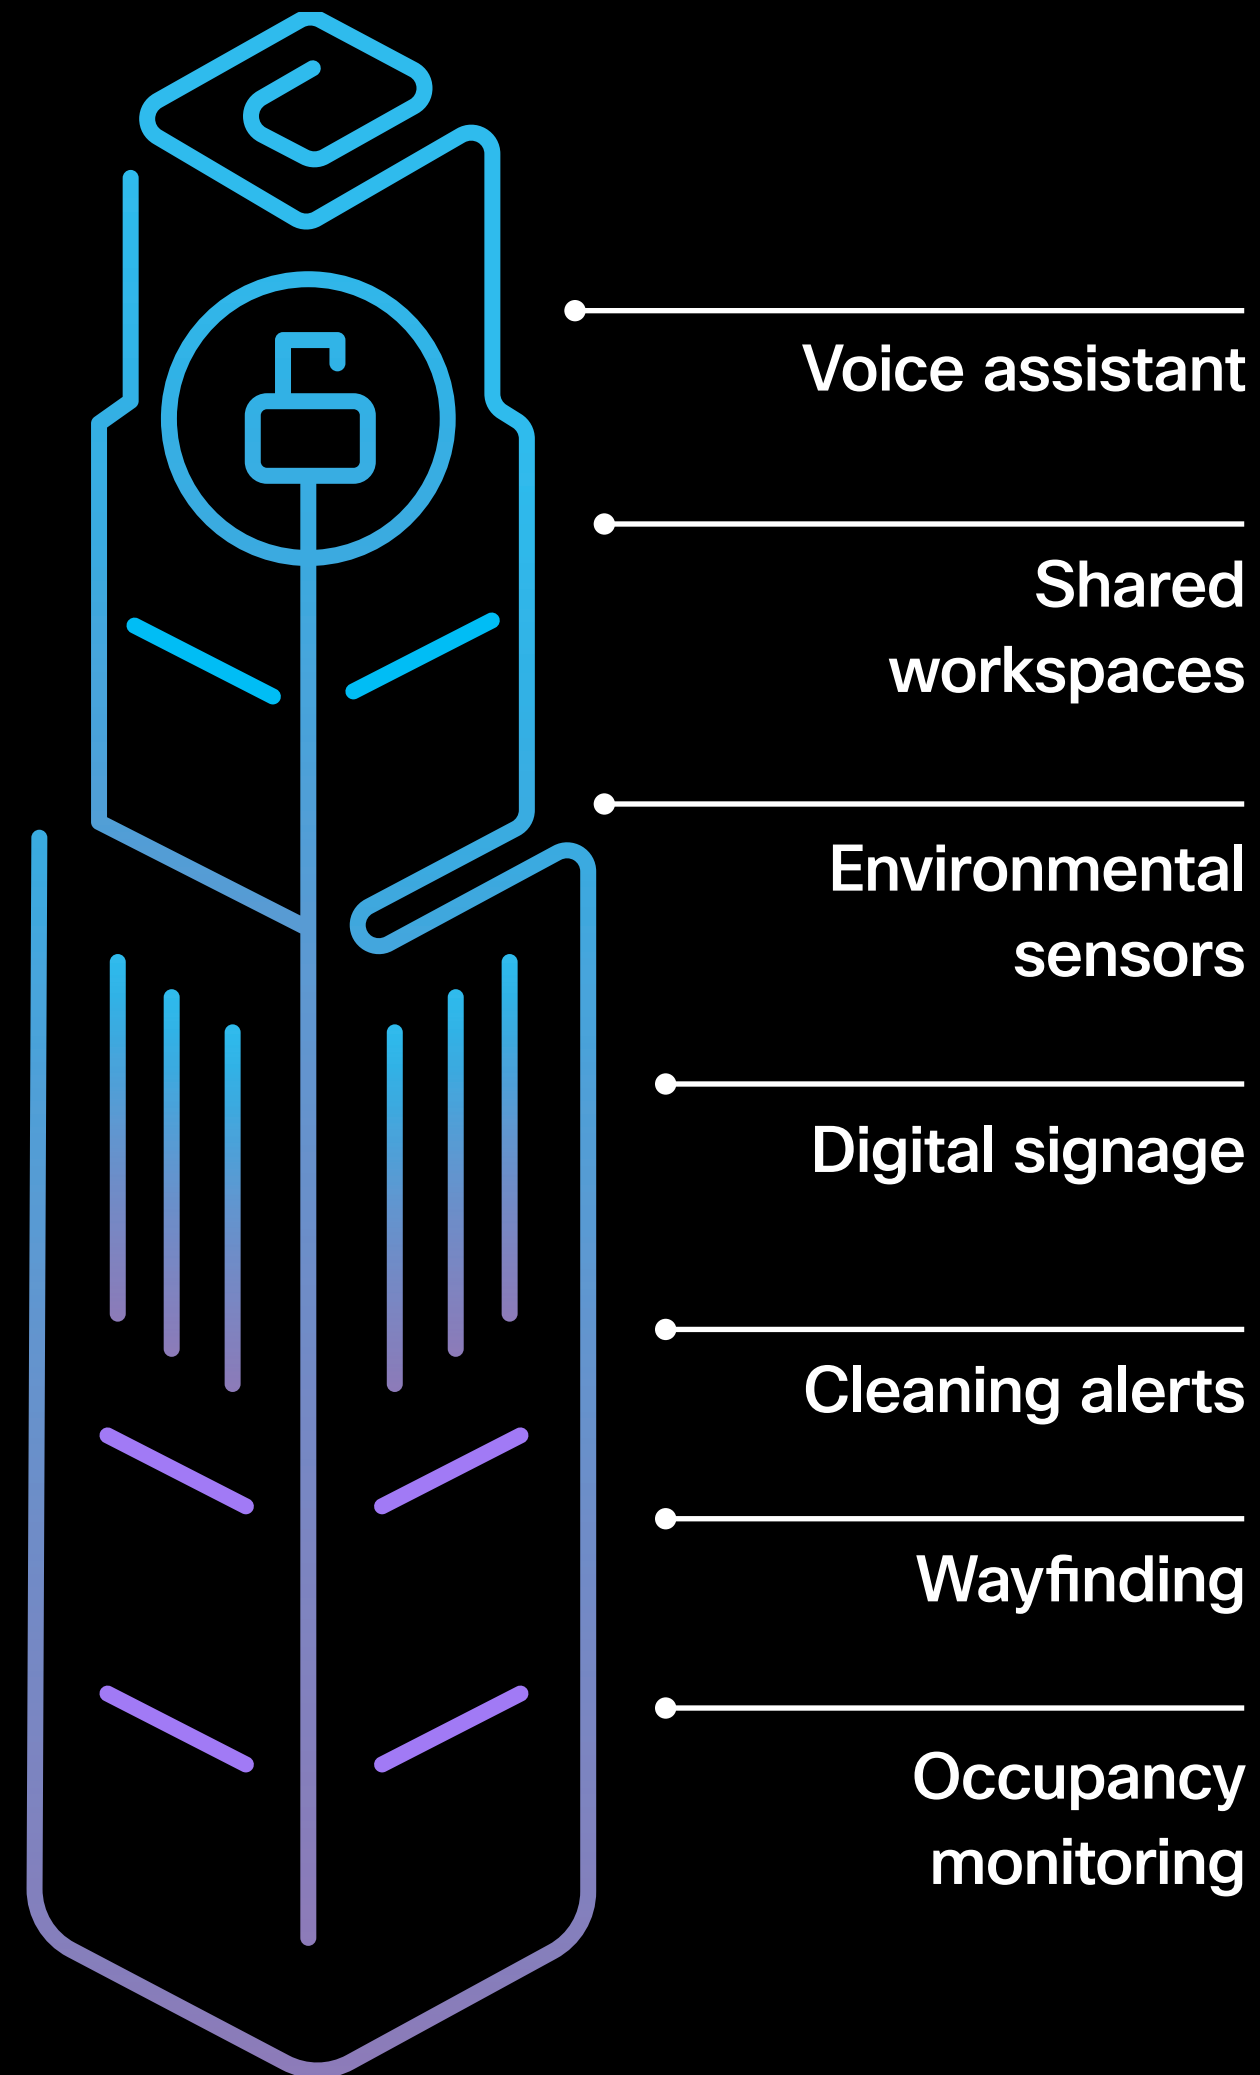 Voice assistant
Shared
workspaces
Environmental
sensors
Digital signage
Cleaning alerts
Wayfinding
Occupancy
monitoring